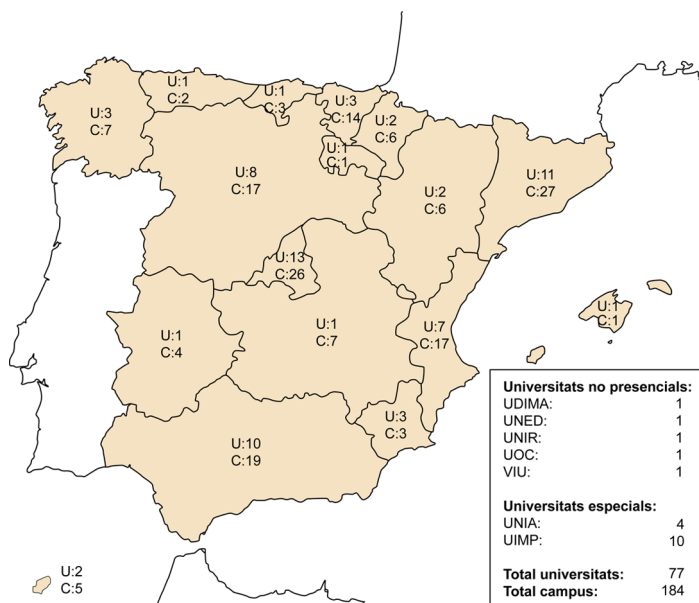 U:1
C:2
U:1
C:3
U:3
C:14
U:3
C:7
U:2
C:6
U:1
C:1
U:8
C:17
U:2
C:6
U:11
C:27
U:13
C:26
U:1
C:1
U:1
C:4
U:1
C:7
U:7
C:17
U:3
C:3
U:10
C:19
U:2
C:5
Universitats no presencials:
UDIMA: 1
UNED: 1
UNIR: 1
UOC: 1
VIU: 1
Universitats especials:
UNIA: 4
UIMP: 10
Total universitats: 77
Total campus: 184